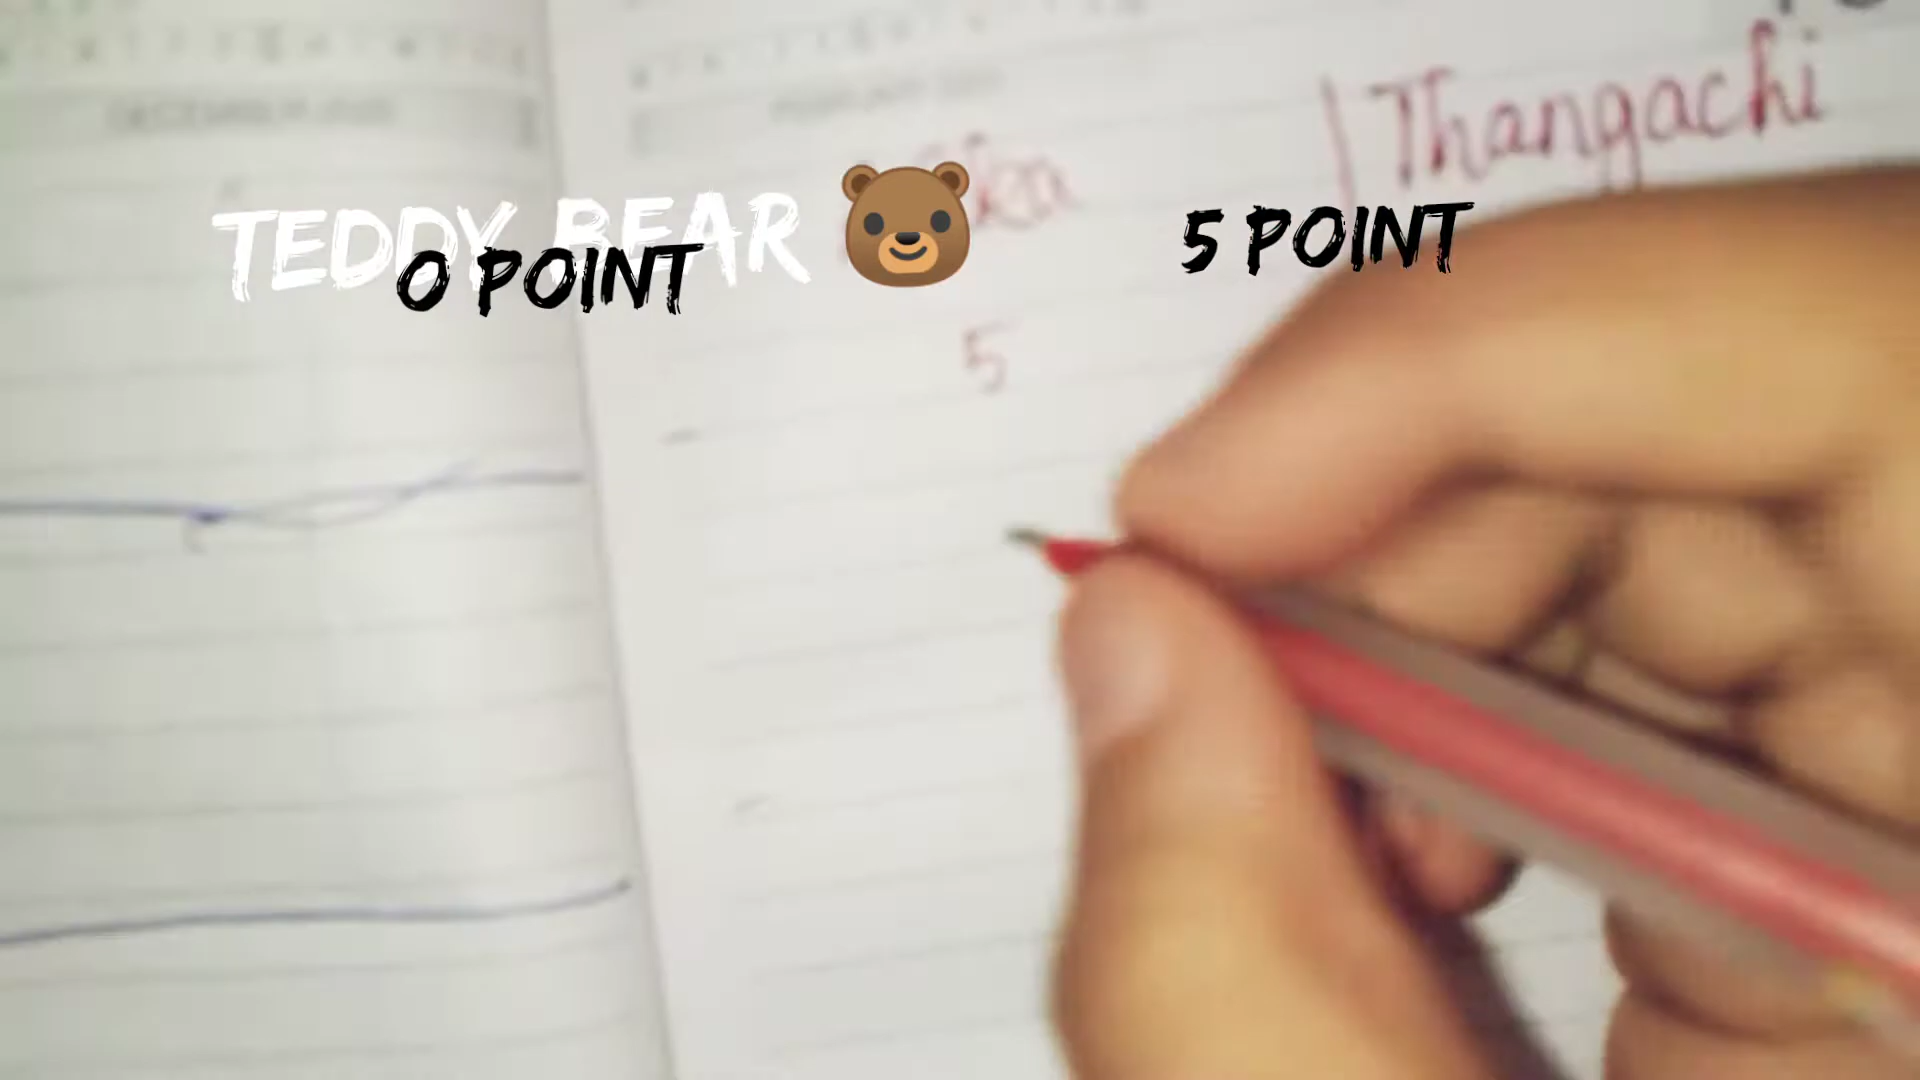 Thangachi
TEDDY BEAR 🐻
0 POINT
5 POINT
5